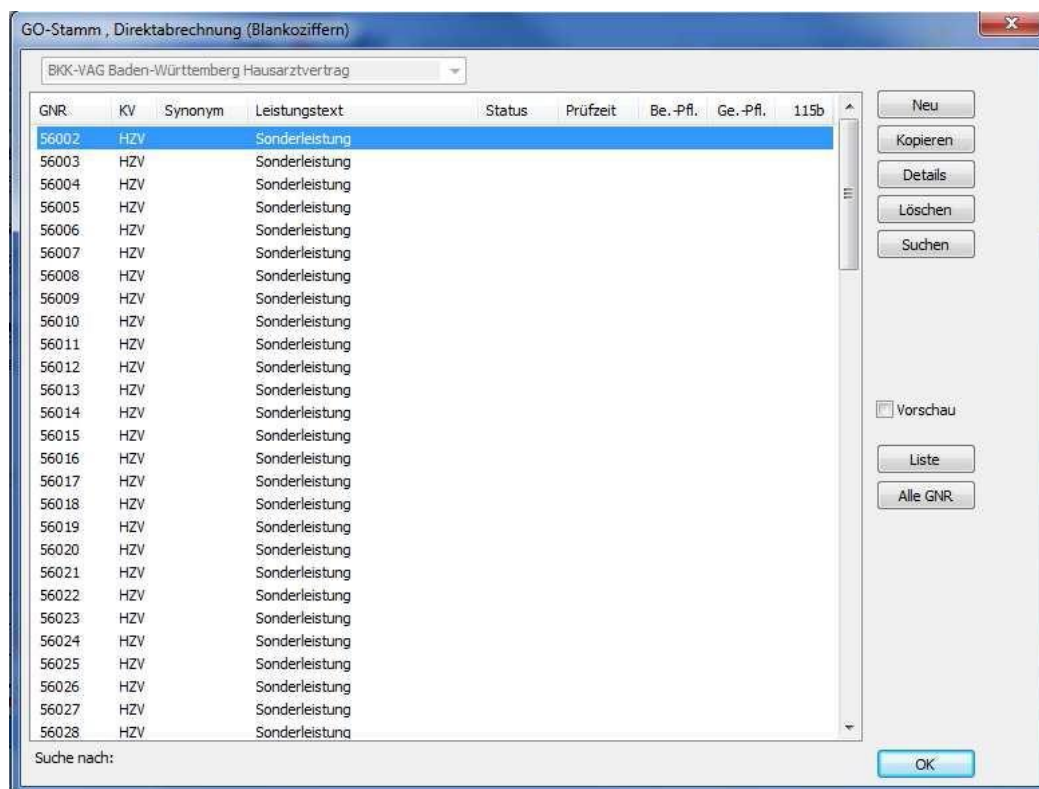 GO-Stamm , Direktabrechnung (Blankoziffern)
BKK-VAG Baden-Württemberg Hausarztvertrag
GNR KV Synonym Leistungstext Status Prüfzeit Be.-Pfl. Ge.-Pfl. 115b
56002 HZV Sonderleistung
56003 HZV Sonderleistung
56004 HZV Sonderleistung
56005 HZV Sonderleistung
56006 HZV Sonderleistung
56007 HZV Sonderleistung
56008 HZV Sonderleistung
56009 HZV Sonderleistung
56010 HZV Sonderleistung
56011 HZV Sonderleistung
56012 HZV Sonderleistung
56013 HZV Sonderleistung
56014 HZV Sonderleistung
56015 HZV Sonderleistung
56016 HZV Sonderleistung
56017 HZV Sonderleistung
56018 HZV Sonderleistung
56019 HZV Sonderleistung
56020 HZV Sonderleistung
56021 HZV Sonderleistung
56022 HZV Sonderleistung
56023 HZV Sonderleistung
56024 HZV Sonderleistung
56025 HZV Sonderleistung
56026 HZV Sonderleistung
56027 HZV Sonderleistung
56028 HZV Sonderleistung
Suche nach:
Neu
Kopieren
Details
Löschen
Suchen
Vorschau
Liste
Alle GNR
OK